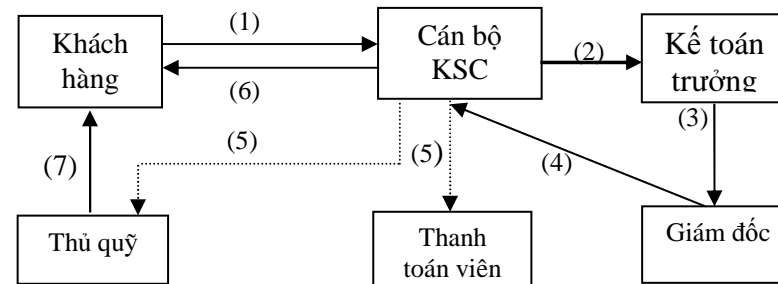 (1)
Khách
hàng
Cán bộ
KSC
Kế toán
trưởng
(2)
(6)
(3)
(5)
(5)
(4)
(7)
Thủ quỹ
Thanh
toán viên
Giám đốc